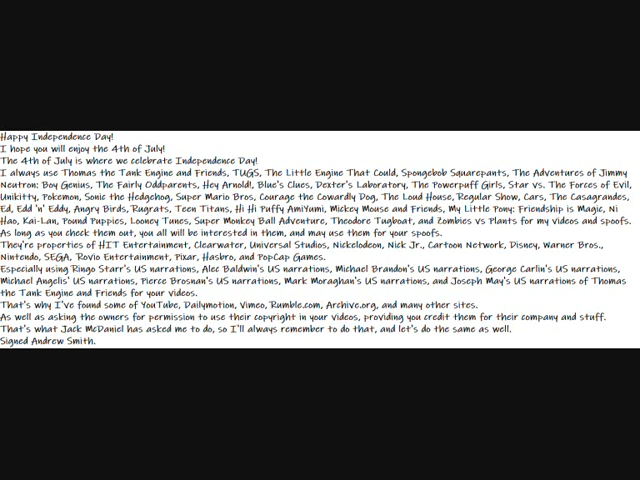 Happy Independence Day!
I hope you will enjoy the 4th of July!
The 4th of July is where we celebrate Independence Day!
I always use Thomas the Tank Engine and Friends, TUGS, The Little Engine That Could, Spongebob Squarepants, The Adventures of Jimmy
Neutron: Boy Genius, The Fairly Oddparents, Hey Arnold!, Blue's Clues, Dexter's Laboratory, The Powerpuff Girls, Star vs. The Forces of Evil,
Unikitty, Pokemon, Sonic the Hedgehog, Super Mario Bros, Courage the Cowardly Dog, The Loud House, Regular Show, Cars, The Casagrandes,
Ed, Edd 'n' Eddy, Angry Birds, Rugrats, Teen Titans, Hi Hi Puffy AmiYumi, Mickey Mouse and Friends, My Little Pony: Friendship is Magic, Ni
Hao, Kai-Lan, Pound Puppies, Looney Tunes, Super Monkey Ball Adventure, Theodore Tugboat, and Zombies vs Plants for my videos and spoofs.
As long as you check them out, you all will be interested in them, and may use them for your spoofs.
They're properties of HIT Entertainment, Clearwater, Universal Studios, Nickelodeon, Nick Jr., Cartoon Network, Disney, Warner Bros.,
Nintendo, SEGA, Rovio Entertainment, Pixar, Hasbro, and PopCap Games.
Especially using Ringo Starr's US narrations, Alec Baldwin's US narrations, Michael Brandon's US narrations, George Carlin's US narrations,
Michael Angelis' US narrations, Pierce Brosnan's US narrations, Mark Moraghan's US narrations, and Joseph May's US narrations of Thomas
the Tank Engine and Friends for your videos.
That's why I've found some of YouTube, Dailymotion, Vimeo, Rumble.com, Archive.org, and many other sites.
As well as asking the owners for permission to use their copyright in your videos, providing you credit them for their company and stuff.
That's what Jack McDaniel has asked me to do, so I'll always remember to do that, and let's do the same as well.
Signed Andrew Smith.